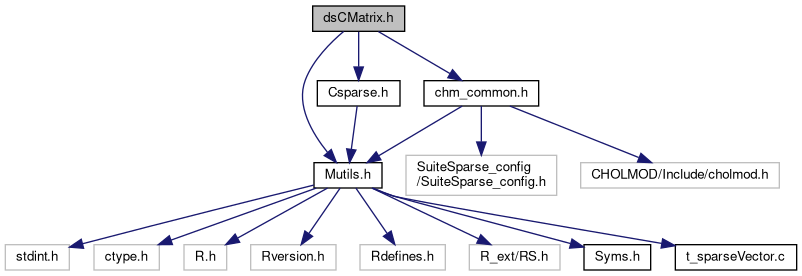 dsCMatrix.h
Csparse.h
chm_common.h
Mutils.h
SuiteSparse_config
/SuiteSparse_config.h
CHOLMOD/Include/cholmod.h
stdint.h
ctype.h
R.h
Rversion.h
Rdefines.h
R_ext/RS.h
Syms.h
t_sparseVector.c